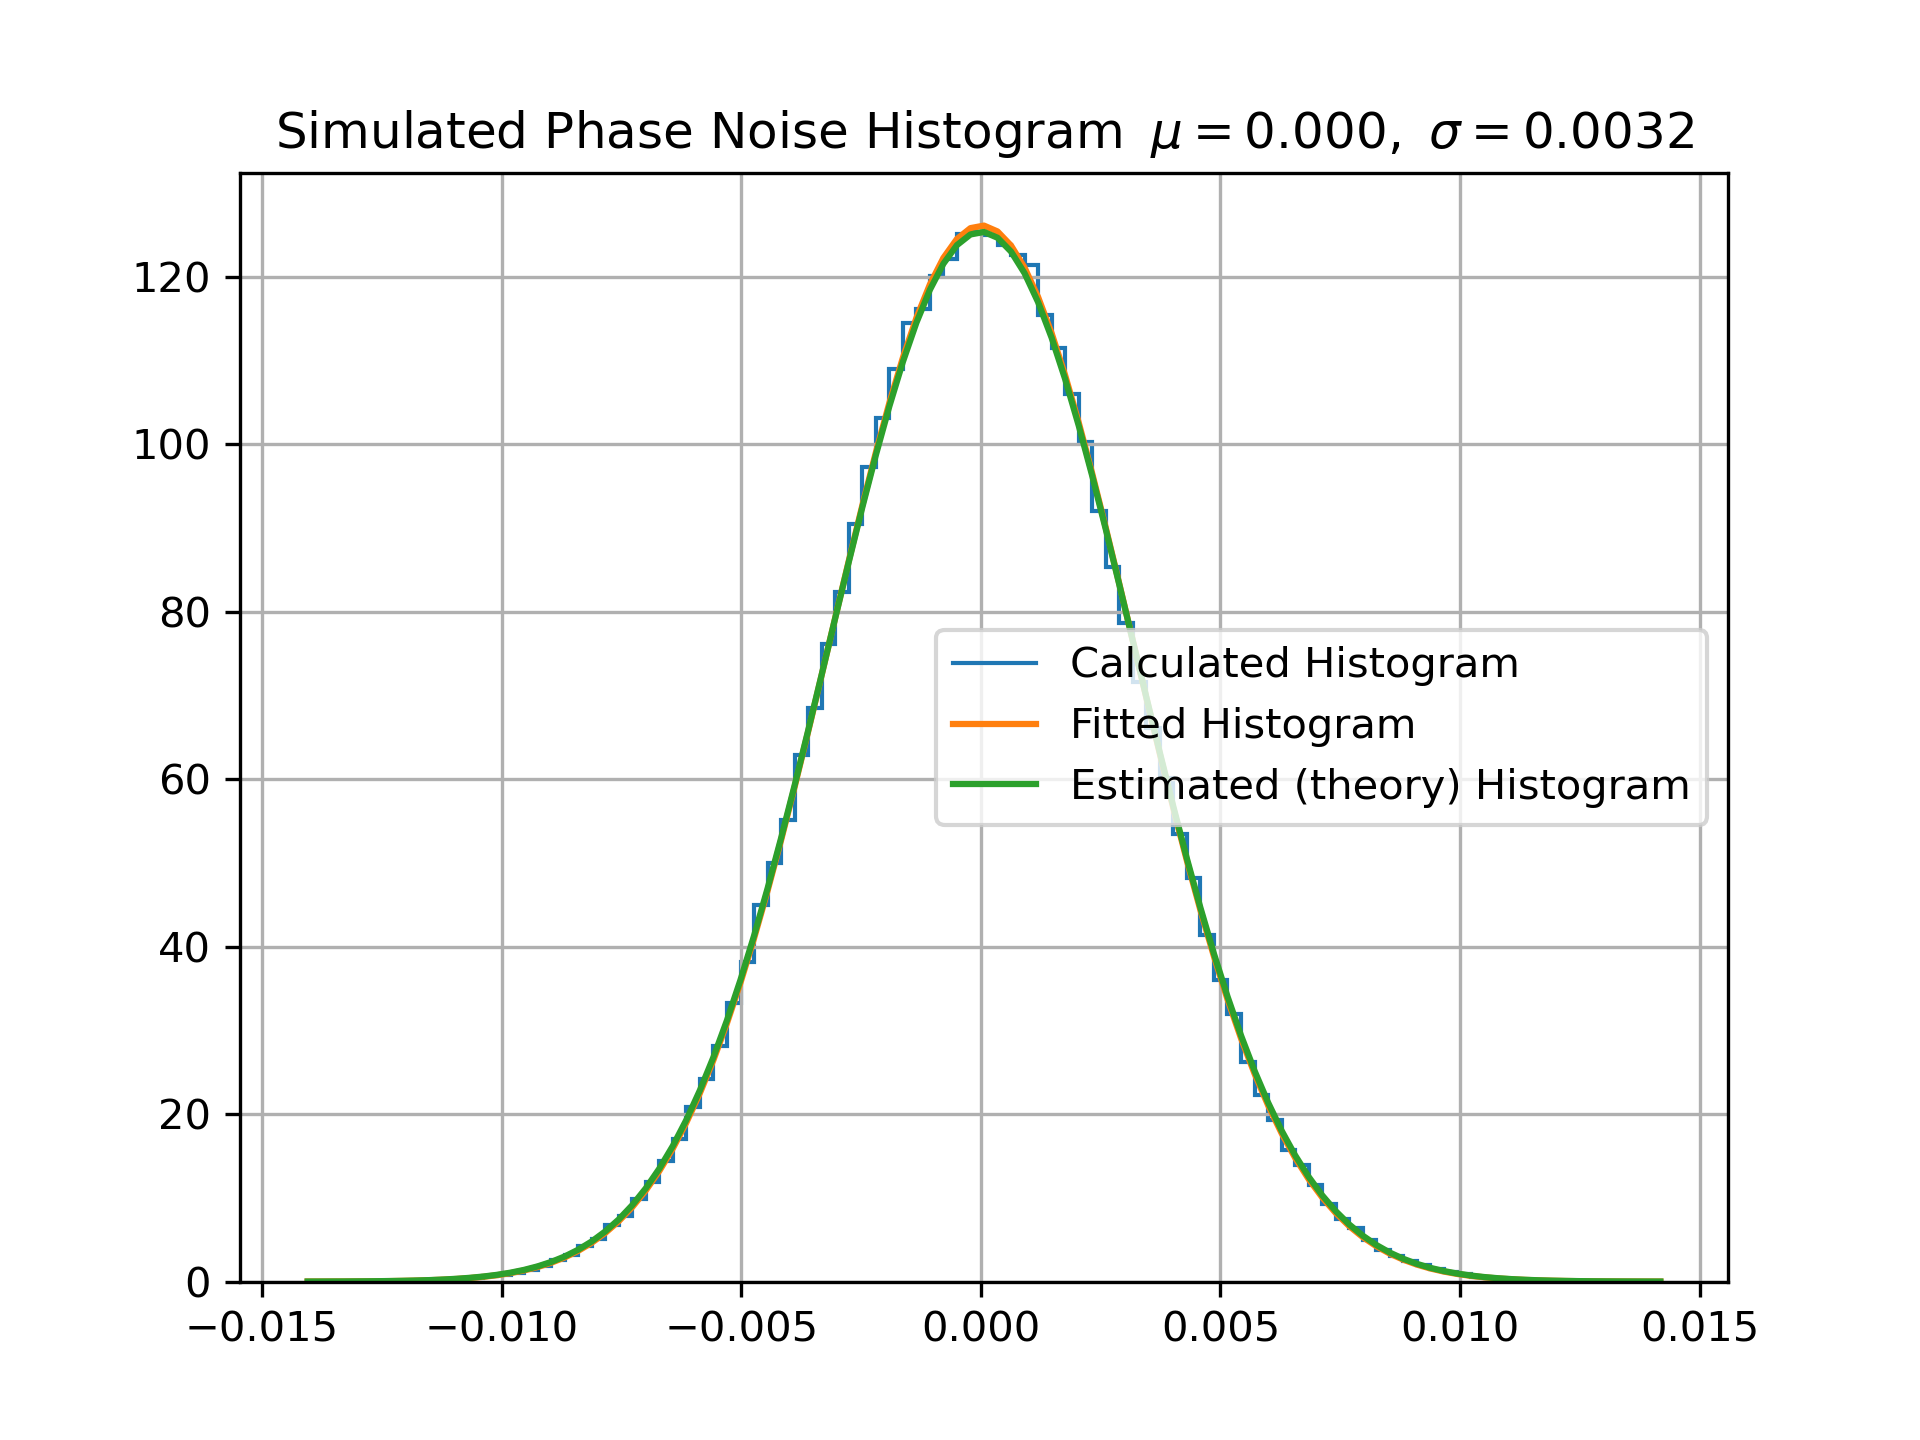 Simulated Phase Noise Histogram μ = 0.000, σ = 0.0032
120
100
80
60
40
20
0
Calculated Histogram
Fitted Histogram
Estimated (theory) Histogram
−0.015 −0.010 −0.005 0.000 0.005 0.010 0.015